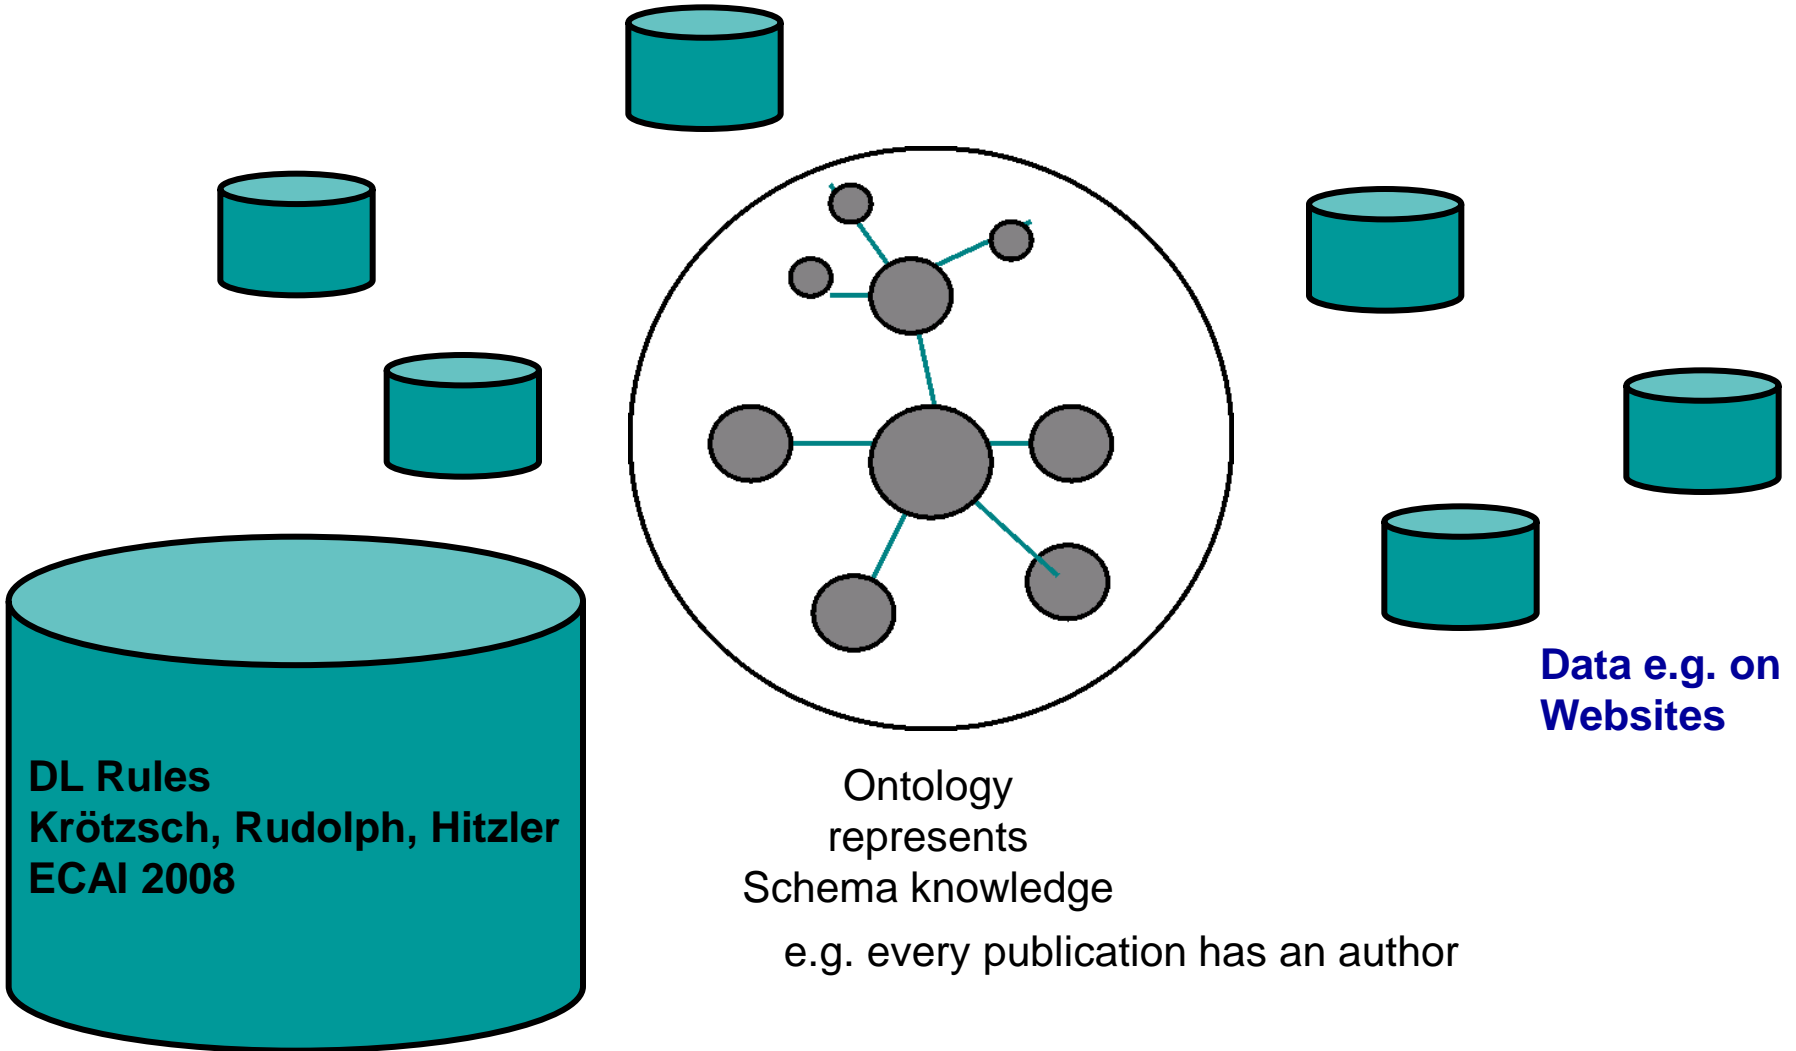 DL Rules
Krötzsch, Rudolph, Hitzler
ECAI 2008
Ontology
represents
Schema knowledge
e.g. every publication has an author
Data e.g. on
Websites